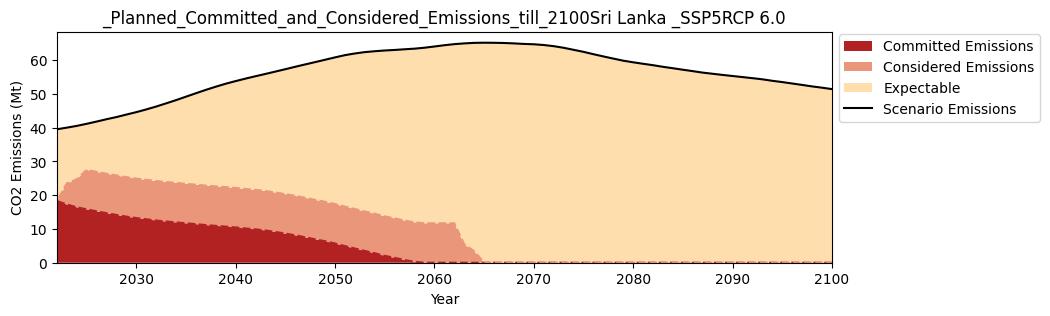 _Planned_Committed_and_Considered_Emissions_till_2100Sri Lanka _SSP5RCP 6.0
Committed Emissions
Considered Emissions
Expectable
Scenario Emissions
CO2 Emissions (Mt)
60
50
40
30
20
10
0
2030 2040 2050 2060 2070 2080 2090 2100
Year